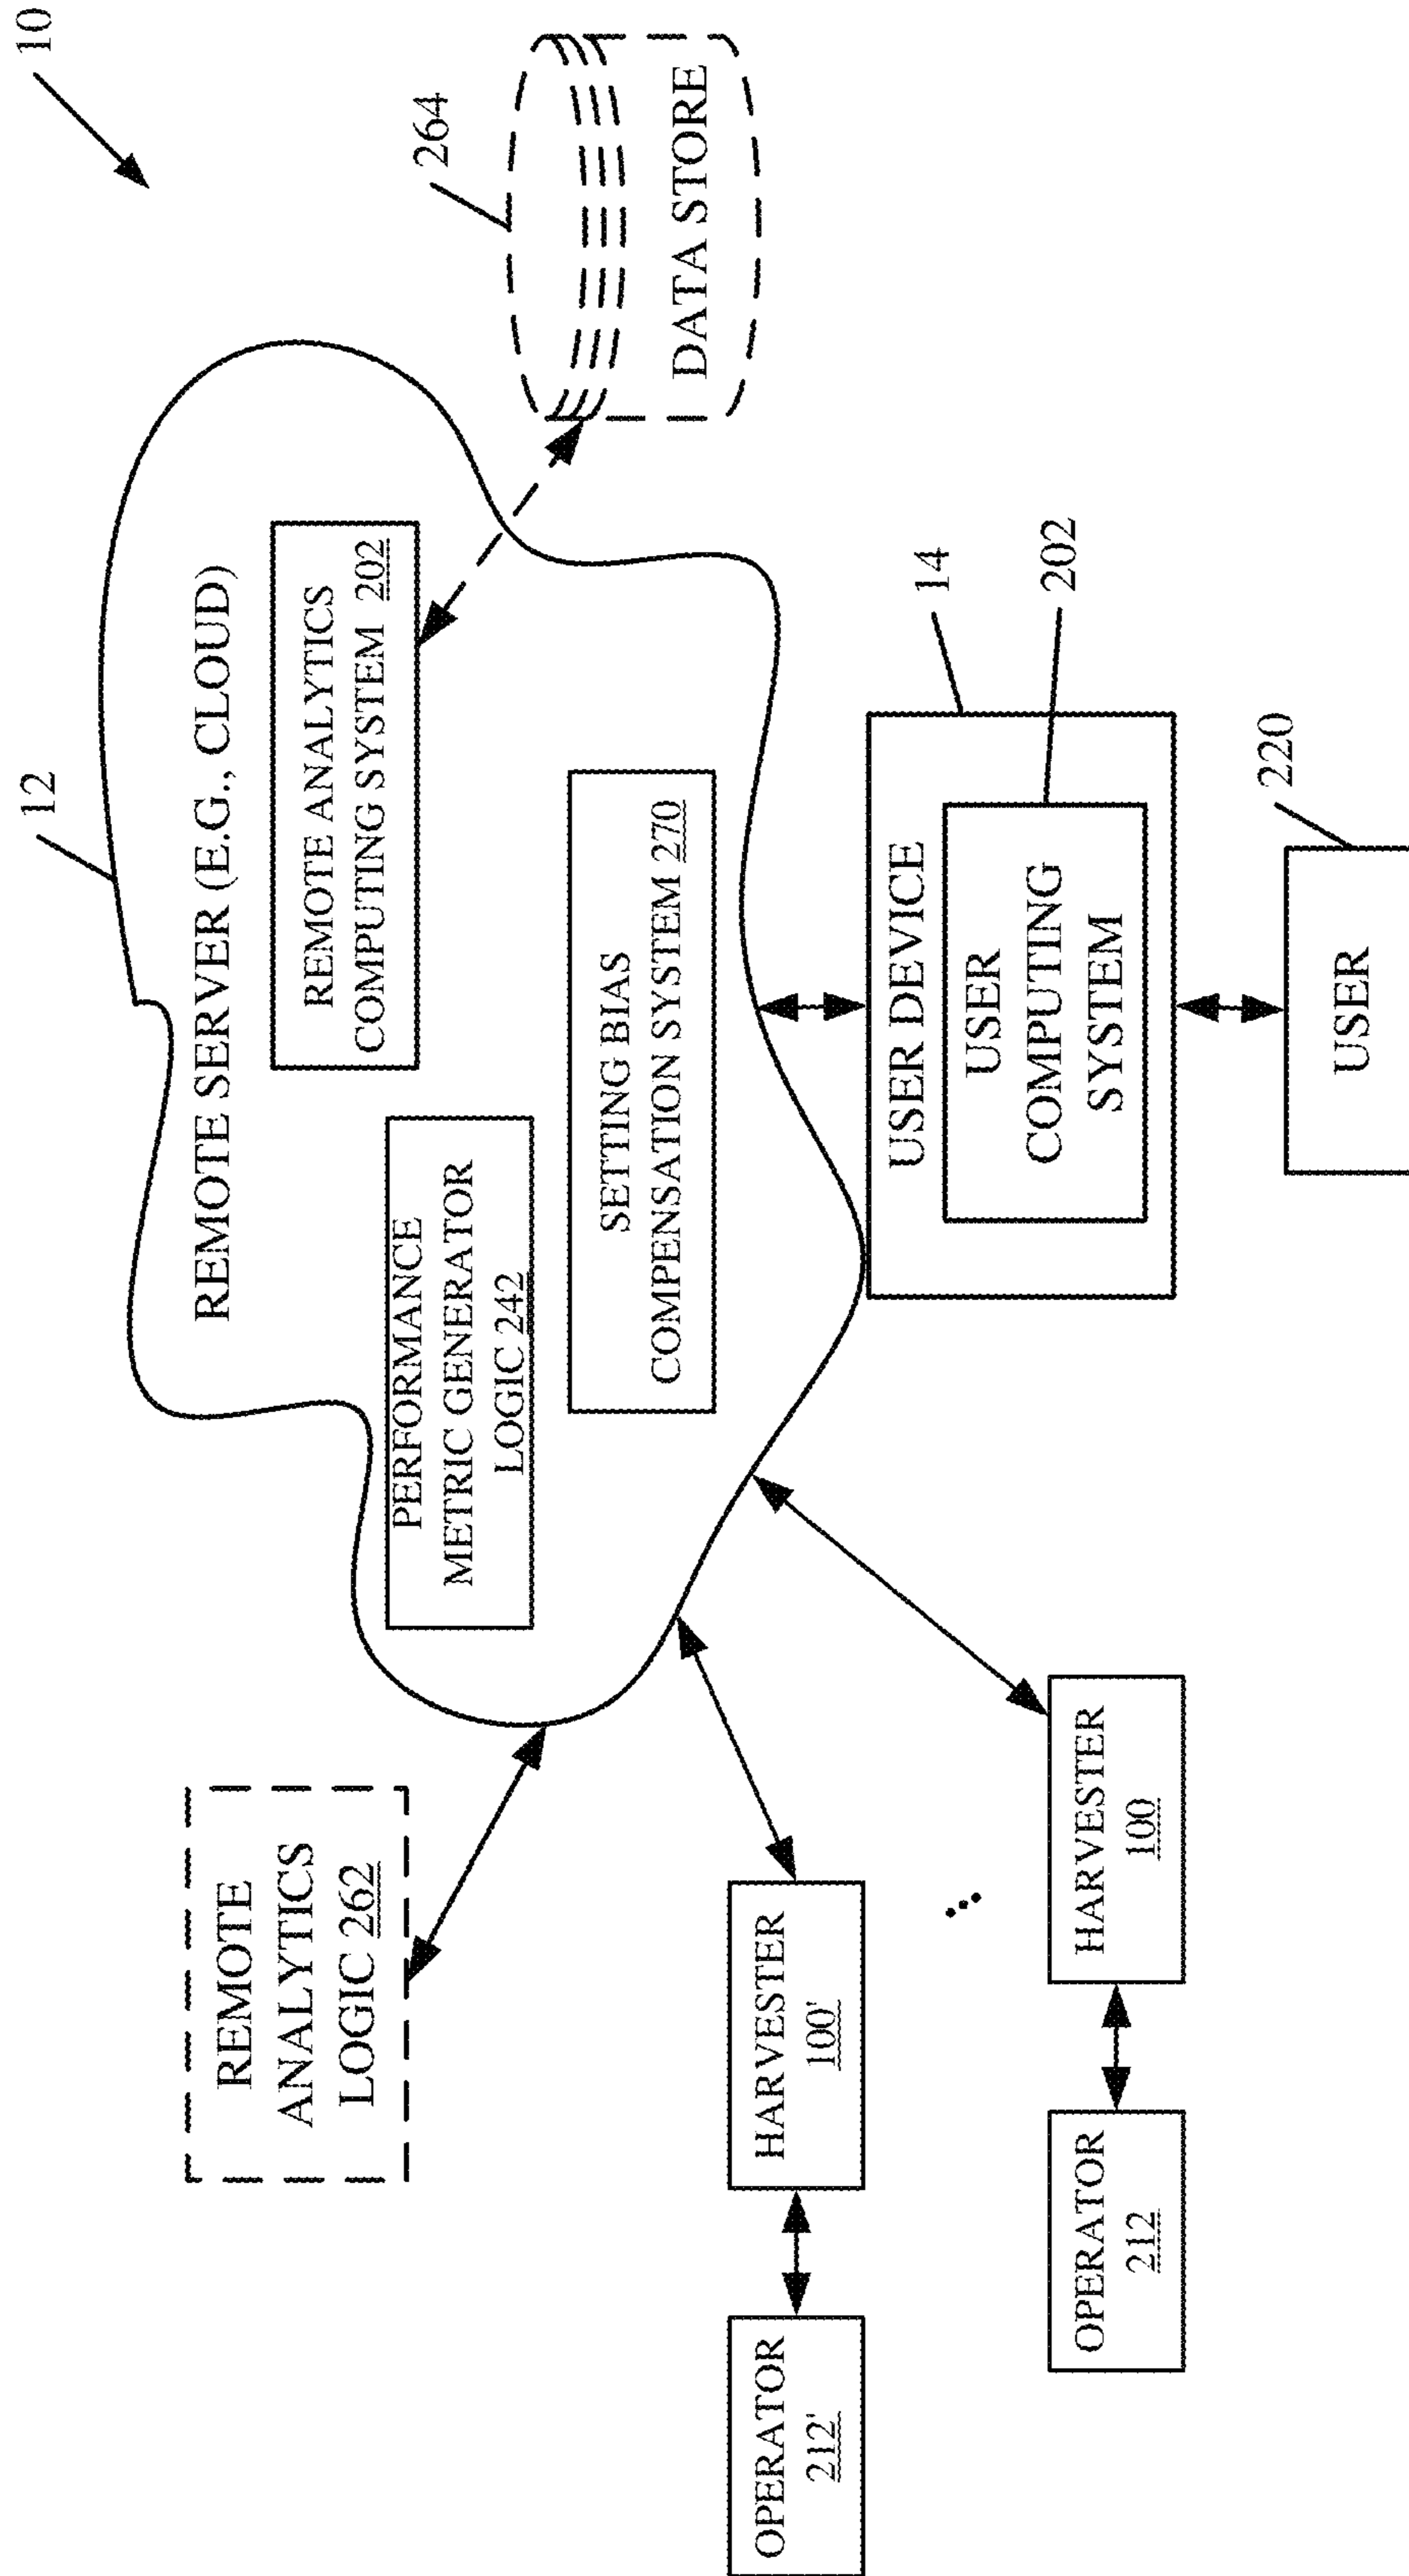 10
12
REMOTE SERVER (E.G., CLOUD)
264
DATA STORE
REMOTE ANALYTICS
COMPUTING SYSTEM 202
PERFORMANCE
METRIC GENERATOR
LOGIC 242
SETTING BIAS
COMPENSATION SYSTEM 270
REMOTE
ANALYTICS
LOGIC 262
14
USER DEVICE
202
USER
COMPUTING
SYSTEM
220
USER
HARVESTER
100'
OPERATOR
212'
...
HARVESTER
100
OPERATOR
212